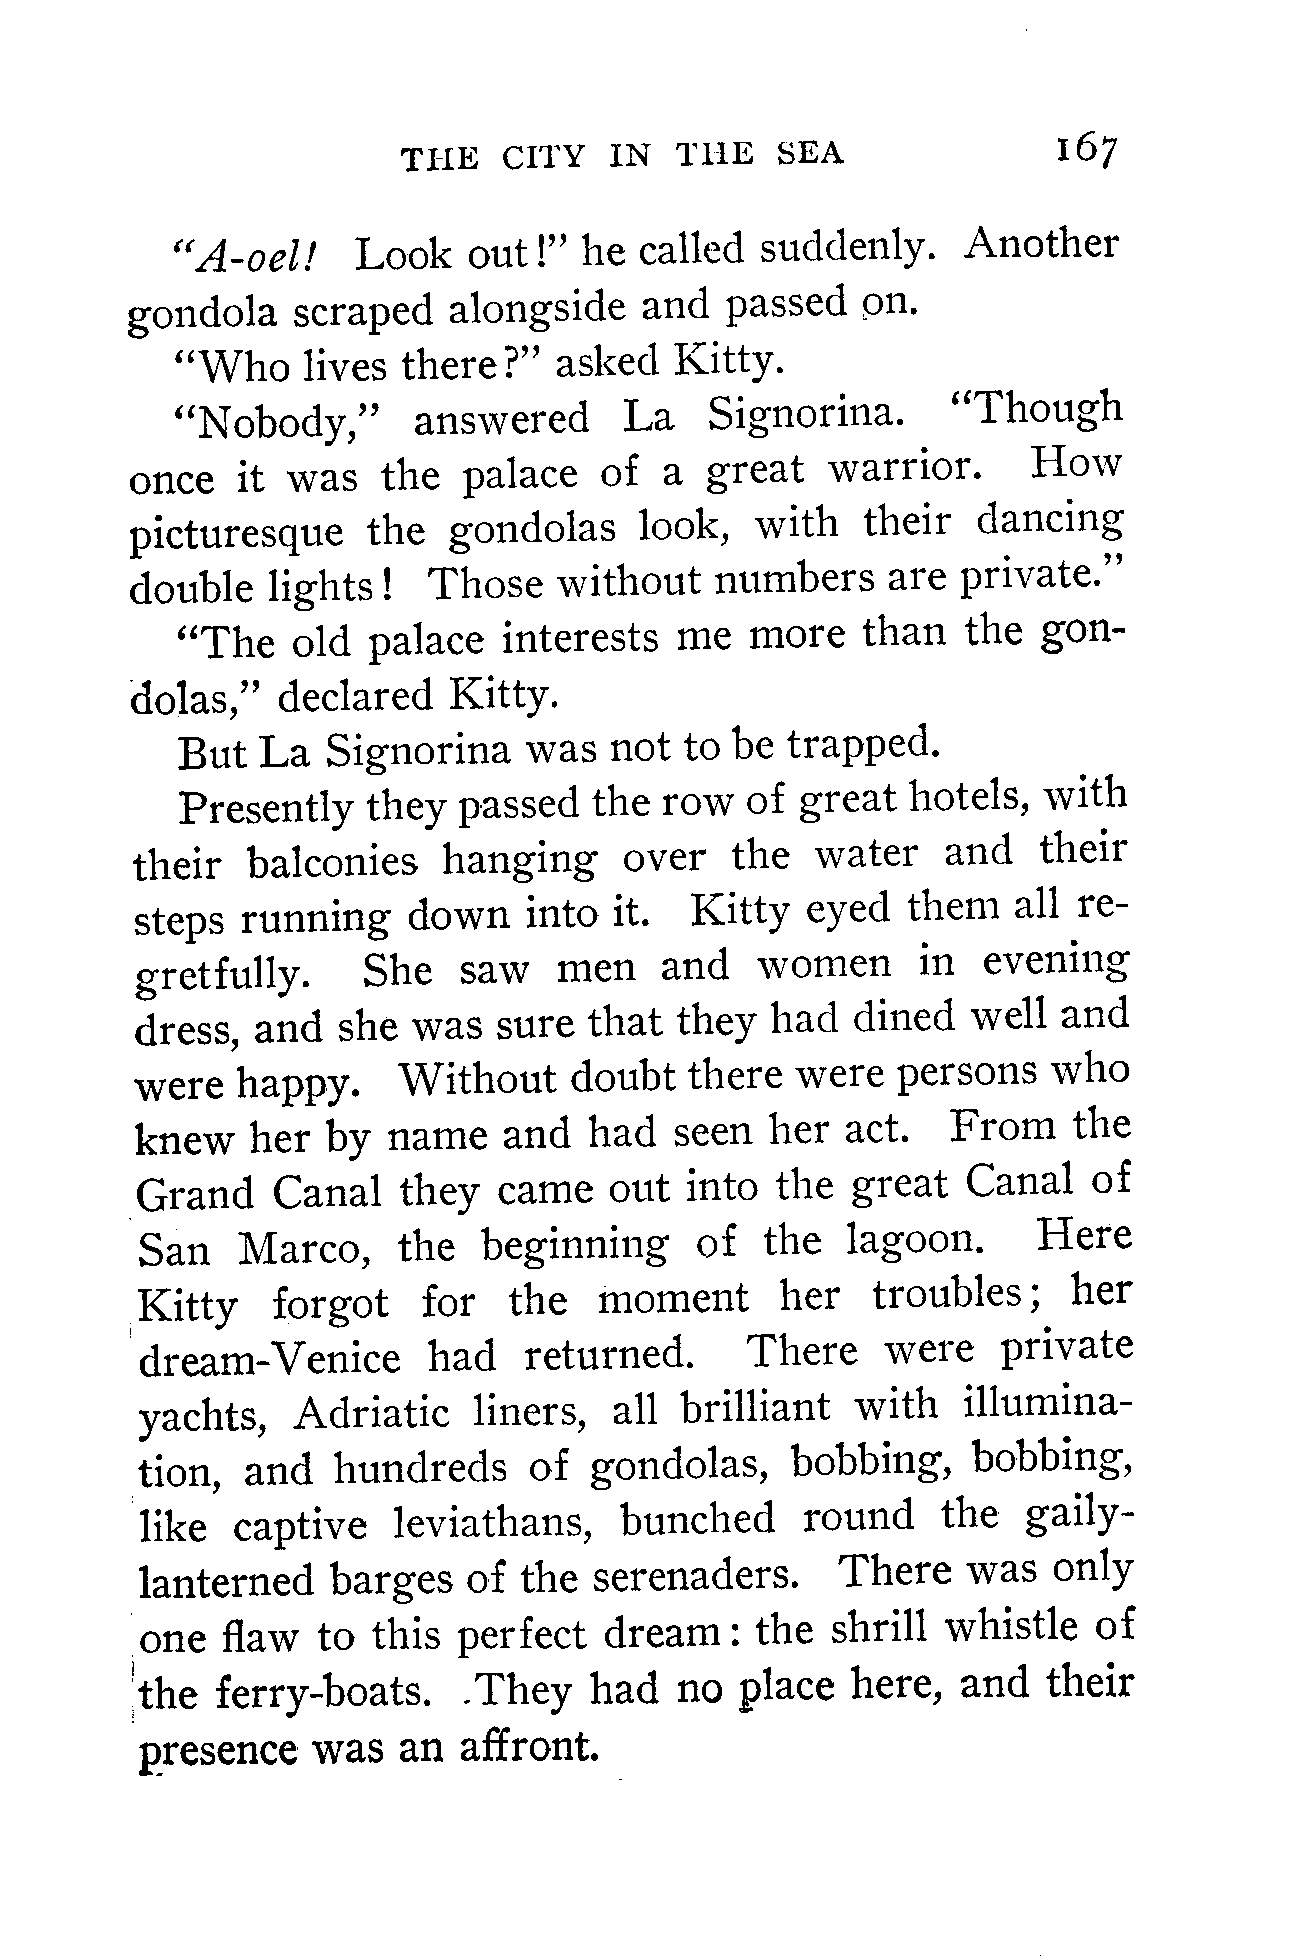 THE CITY IN THE SEA 167
"A-oel! Look out!" he called suddenly. Another
gondola scraped alongside and passed on.
"Who lives there?" asked Kitty.
"Nobody," answered La Signorina. "Though
once it was the palace of a great warrior. How
picturesque the gondolas look, with their dancing
double lights! Those without numbers are private."
"The old palace interests me more than the gon-
dolas," declared Kitty.
But La Signorina was not to be trapped.
Presently they passed the row of great hotels, with
their balconies hanging over the water and their
steps running down into it. Kitty eyed them all re-
gretfully. She saw men and women in evening
dress, and she was sure that they had dined well and
were happy. Without doubt there were persons who
knew her by name and had seen her act. From the
Grand Canal they came out into the great Canal of
San Marco, the beginning of the lagoon. Here
Kitty forgot for the moment her troubles; her
dream-Venice had returned. There were private
yachts, Adriatic liners, all brilliant with illumina-
tion, and hundreds of gondolas, bobbing, bobbing,
like captive leviathans, bunched round the gaily-
lanterned barges of the serenaders. There was only
one flaw to this perfect dream: the shrill whistle of
the ferry-boats. They had no place here, and their
presence was an affront.